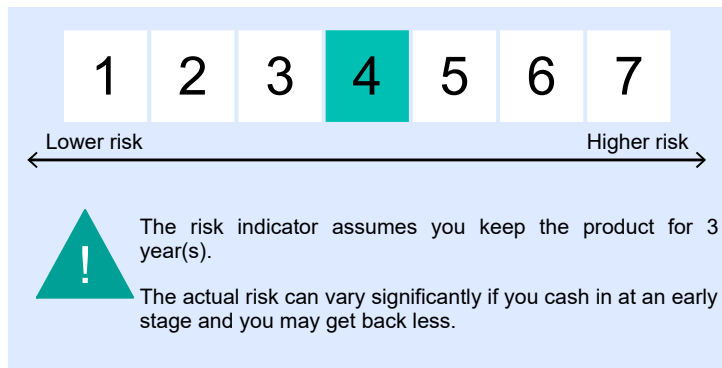 1 2 3 4 5 6 7
Lower risk Higher risk
!
The risk indicator assumes you keep the product for 3
year(s).
The actual risk can vary significantly if you cash in at an early
stage and you may get back less.